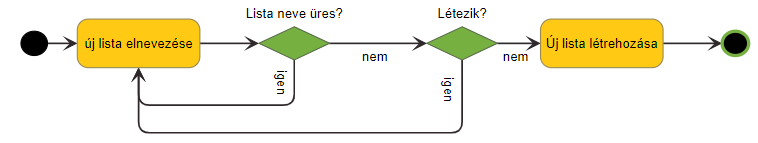 Lista neve üres?
Létezik?
új lista elnevezése
nem
nem
Új lista létrehozása
igen
igen